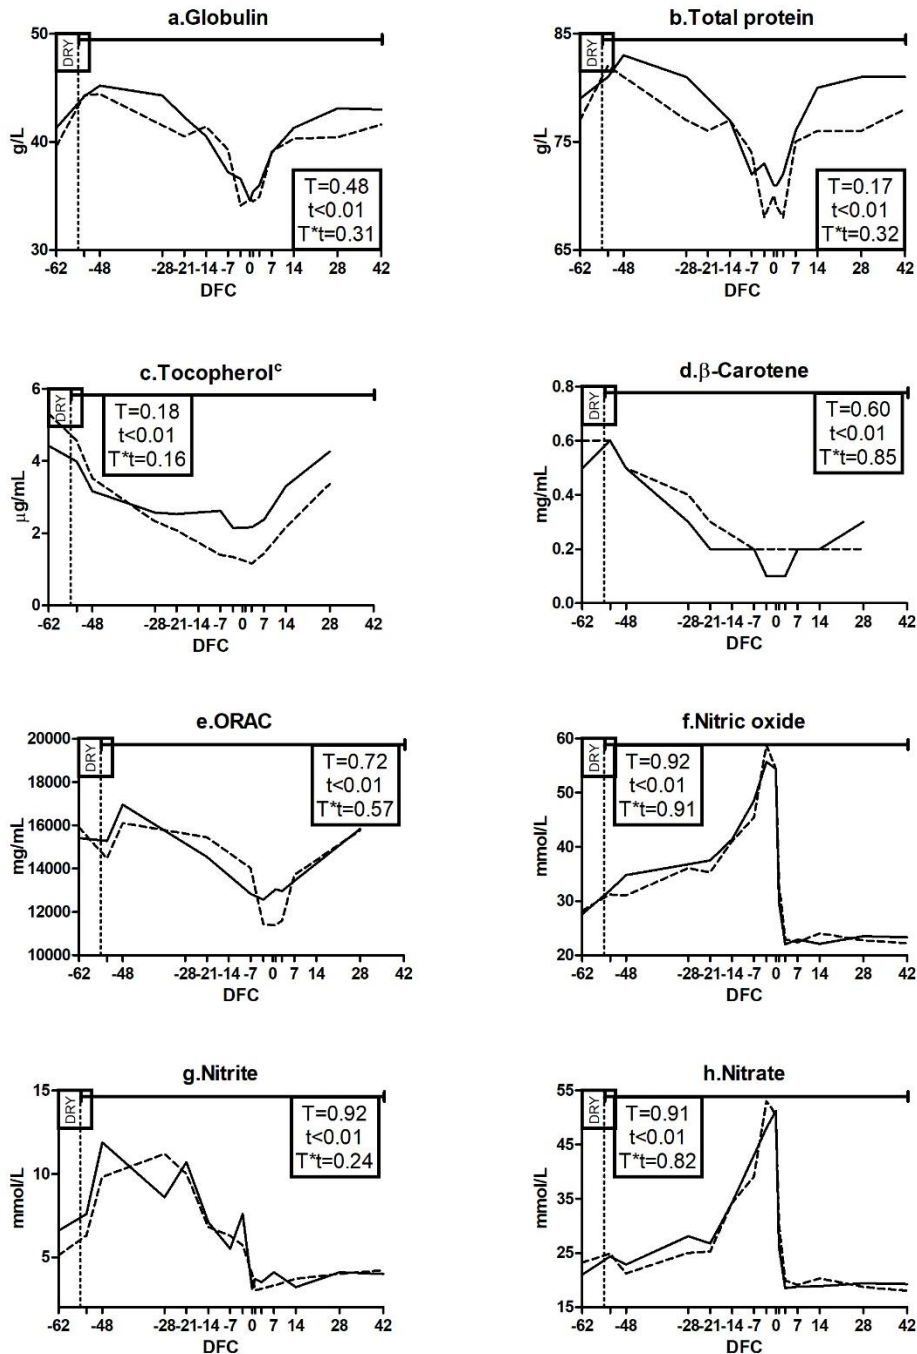 a.Globulin
50
DRY
g/L
40
T=0.48
t<0.01
T*t=0.31
30
-62 -48 -28-21-14 -7 0 7 14 28 42
DFC
b.Total protein
85
DRY
g/L
75
T=0.17
t<0.01
T*t=0.32
65
-62 -48 -28-21-14 -7 0 7 14 28 42
DFC
c.Tocopherolᶜ
6
DRY
T=0.18
t<0.01
T*t=0.16
µg/mL
4
2
0
-62 -48 -28-21-14 -7 0 7 14 28 42
DFC
d.β-Carotene
0.8
DRY
T=0.60
t<0.01
T*t=0.85
mg/mL
0.6
0.4
0.2
0.0
-62 -48 -28-21-14 -7 0 7 14 28 42
DFC
e.ORAC
20000
DRY
T=0.72
t<0.01
T*t=0.57
18000
mg/mL
16000
14000
12000
10000
-62 -48 -28-21-14 -7 0 7 14 28 42
DFC
f.Nitric oxide
60
DRY
T=0.92
t<0.01
T*t=0.91
mmol/L
50
40
30
20
-62 -48 -28-21-14 -7 0 7 14 28 42
DFC
g.Nitrite
15
DRY
T=0.92
t<0.01
T*t=0.24
mmol/L
10
5
-62 -48 -28-21-14 -7 0 7 14 28 42
DFC
h.Nitrate
55
DRY
T=0.91
t<0.01
T*t=0.82
mmol/L
45
35
25
15
-62 -48 -28-21-14 -7 0 7 14 28 42
DFC